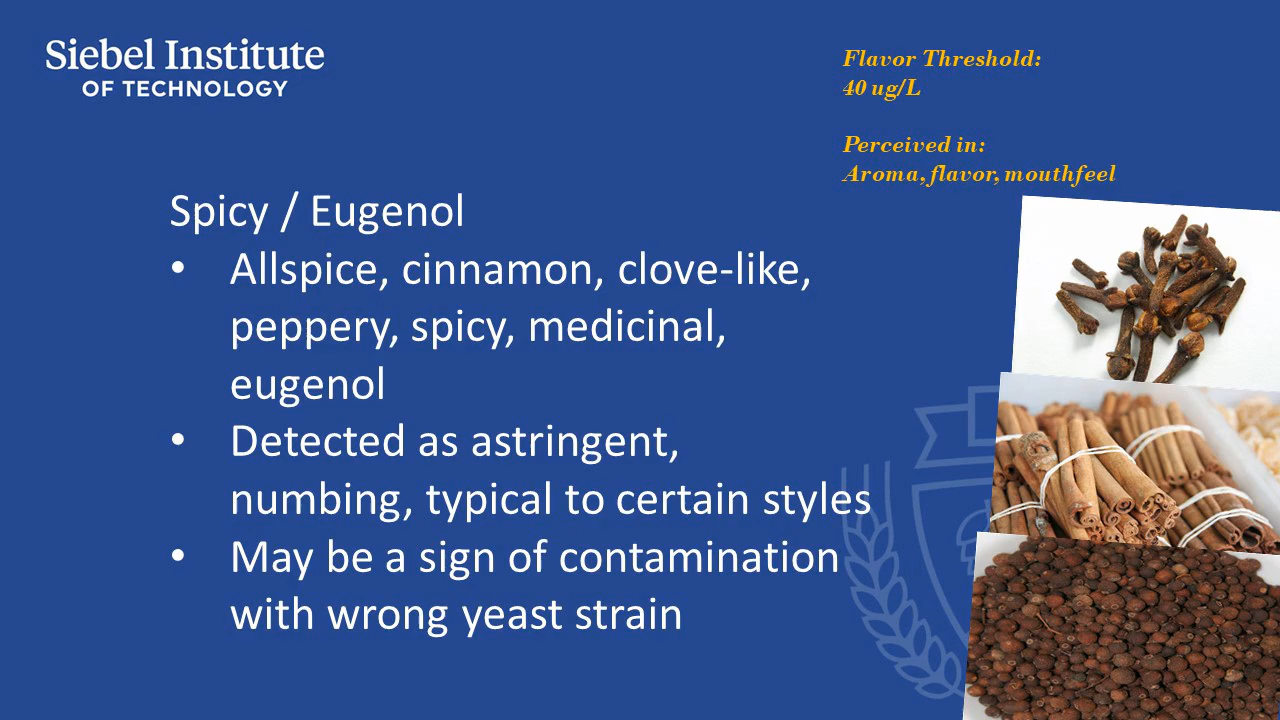 Siebel Institute
OF TECHNOLOGY
Flavor Threshold:
40 ug/L
Perceived in:
Aroma, flavor, mouthfeel
Spicy / Eugenol
• Allspice, cinnamon, clove-like,
peppery, spicy, medicinal,
eugenol
• Detected as astringent,
numbing, typical to certain styles
• May be a sign of contamination
with wrong yeast strain